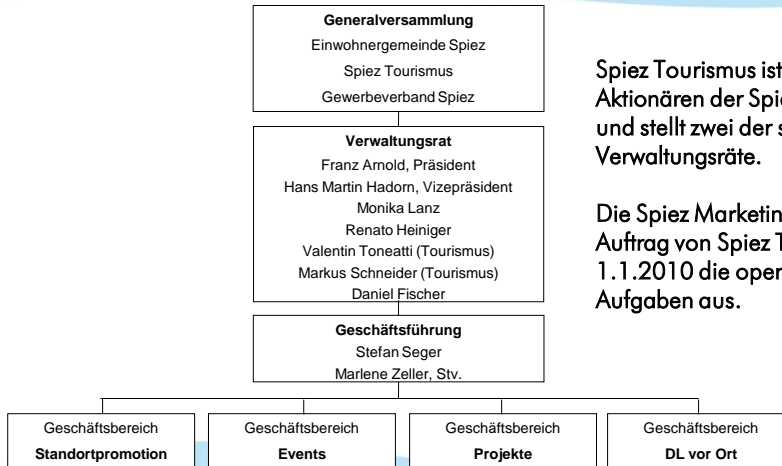 Generalversammlung
Einwohnergemeinde Spiez
Spiez Tourismus
Gewerbeverband Spiez
Verwaltungsrat
Franz Arnold, Präsident
Hans Martin Hadorn, Vizepräsident
Monika Lanz
Renato Heiniger
Valentin Toneatti (Tourismus)
Markus Schneider (Tourismus)
Daniel Fischer
Geschäftsführung
Stefan Seger
Marlene Zeller, Stv.
Geschäftsbereich
Standortpromotion
Geschäftsbereich
Events
Geschäftsbereich
Projekte
Geschäftsbereich
DL vor Ort
Spiez Tourismus ist
Aktionären der
und stellt zwei der
Verwaltungsräte.
Die Spiez
Auftrag von Spiez
1.1.2010 die
Aufgaben aus.